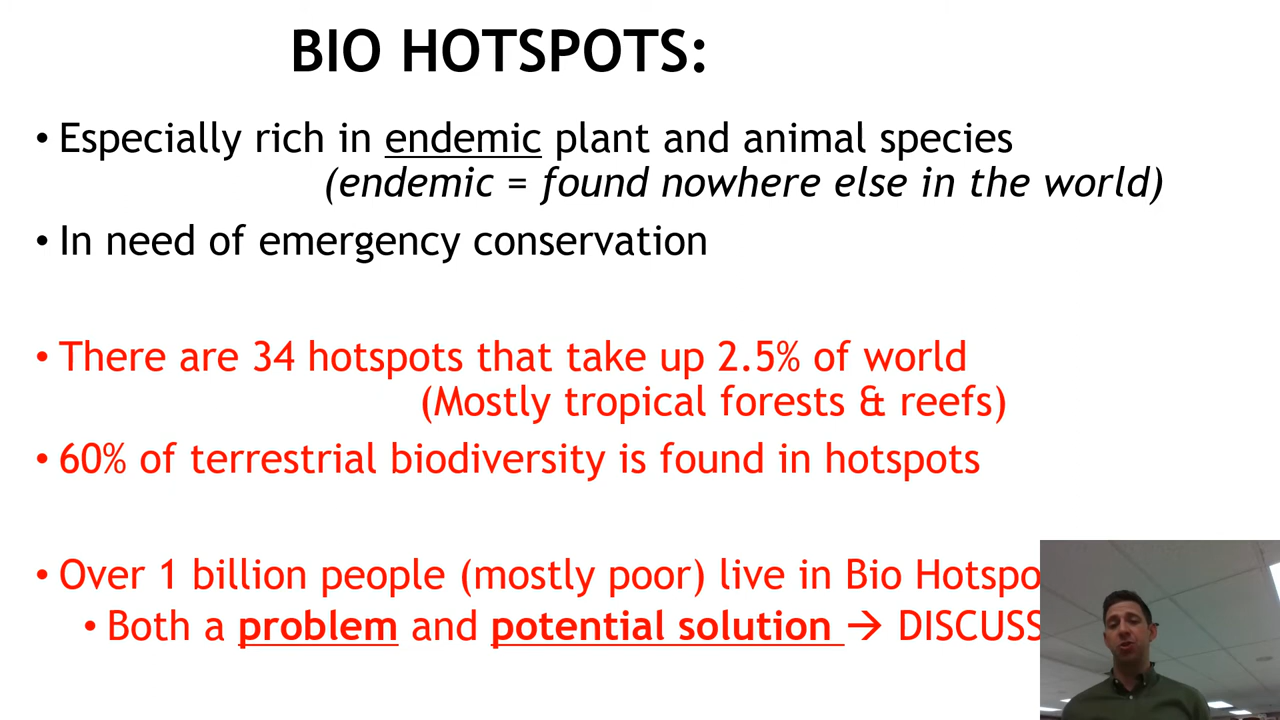 BIO HOTSPOTS:
• Especially rich in endemic plant and animal species
(endemic = found nowhere else in the world)
• In need of emergency conservation
• There are 34 hotspots that take up 2.5% of world
(Mostly tropical forests & reefs)
• 60% of terrestrial biodiversity is found in hotspots
• Over 1 billion people (mostly poor) live in Bio Hotspo
• Both a problem and potential solution → DISCUSS